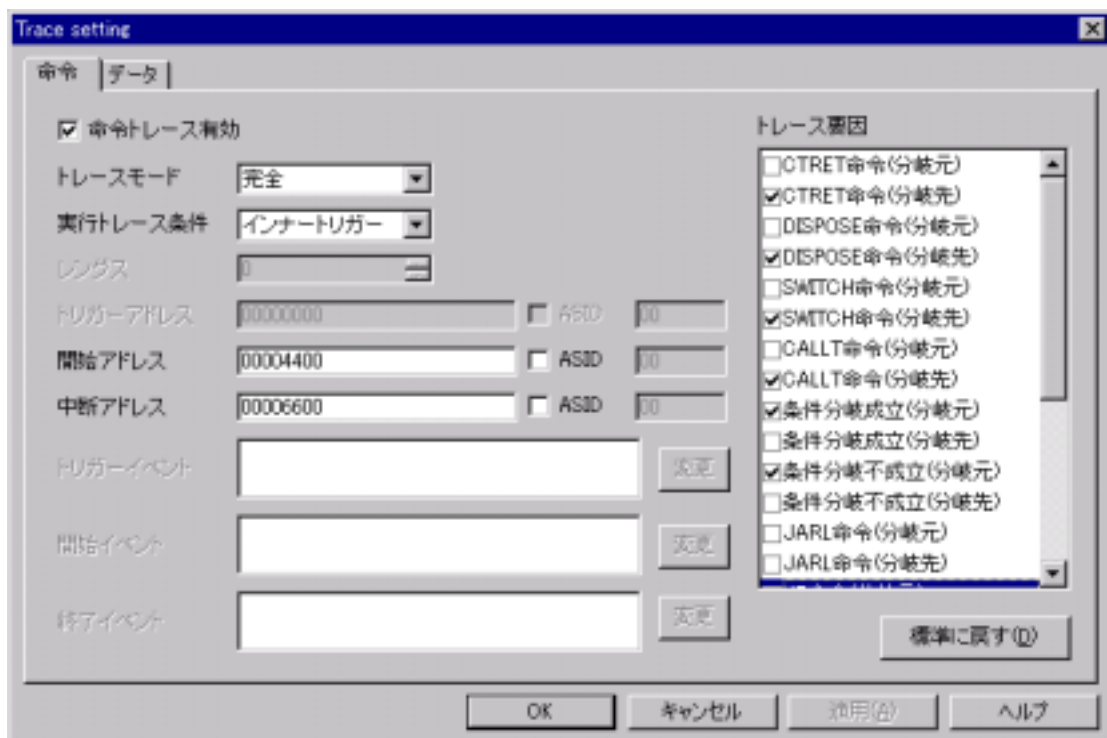 Trace setting
命令
データ
命令トレース有効
トレースモード 完全
実行トレース条件 インナートリガー
レングス 0
トリガーアドレス 00000000 ASID 00
開始アドレス 00004400 ASID 00
中断アドレス 00006600 ASID 00
トリガーイベント 変更
開始イベント 変更
終了イベント 変更
トレース要因
CTRET命令(分岐元)
CTRET命令(分岐先)
DISPOSE命令(分岐元)
DISPOSE命令(分岐先)
SWITCH命令(分岐元)
SWITCH命令(分岐先)
CALLT命令(分岐元)
CALLT命令(分岐先)
条件分岐成立(分岐元)
条件分岐成立(分岐先)
条件分岐不成立(分岐元)
条件分岐不成立(分岐先)
JARL命令(分岐元)
JARL命令(分岐先)
標準に戻す(D)
OK キャンセル 適用(A) ヘルプ